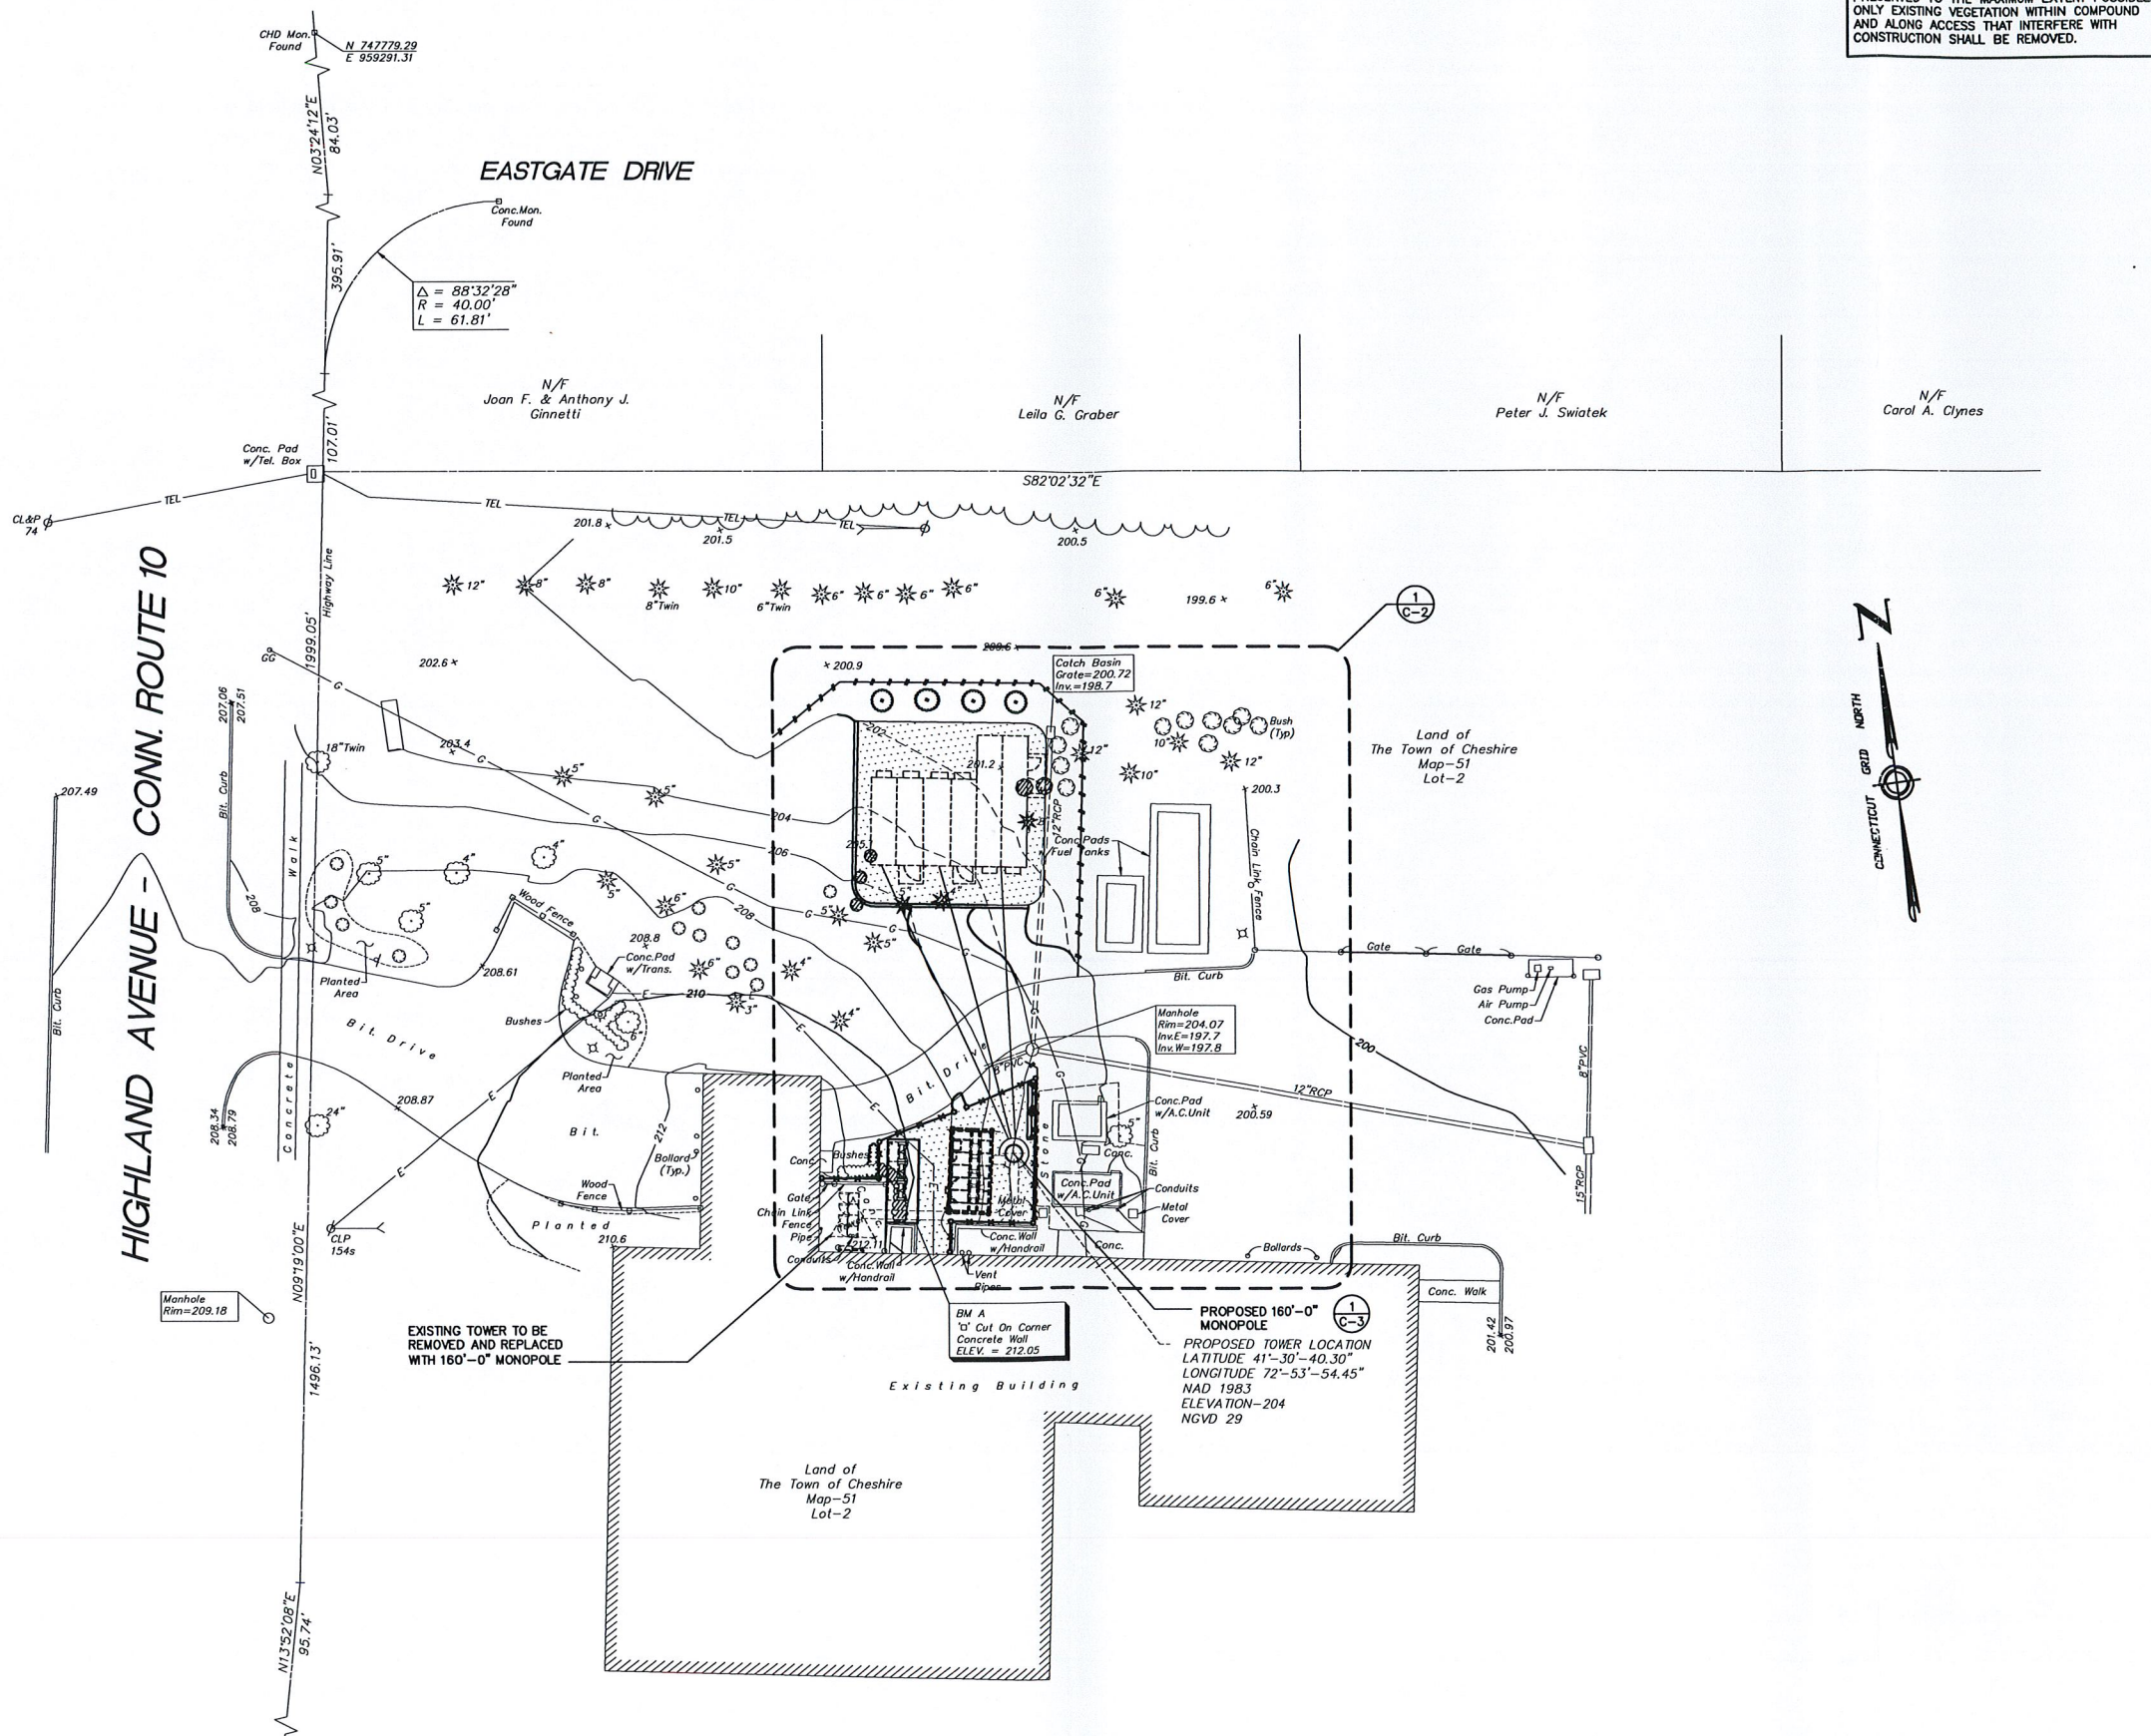 ONLY EXISTING VEGETATION WITHIN COMPOUND
AND ALONG ACCESS THAT INTERFERE WITH
CONSTRUCTION SHALL BE REMOVED.
CHD Mon.
Found
N 747779.29
E 959291.31
N03°24'12"E
84.03'
EASTGATE DRIVE
Conc.Mon.
Found
395.91'
Δ = 88°32'28"
R = 40.00'
L = 61.81'
N/F
Joan F. & Anthony J.
Ginnetti
N/F
Leila G. Graber
N/F
Peter J. Swiatek
N/F
Carol A. Clynes
107.01'
Conc. Pad
w/Tel. Box
S82°02'32"E
TEL
TEL
TEL
TEL
CL&P
74
201.8
201.5
200.5
HIGHLAND AVENUE - CONN. ROUTE 10
Highway Line
1999.05'
12"
8"
8"
8"Twin
10"
6"Twin
6"
6"
6"
6"
6"
199.6
6"
1
C-2
GG
G
202.6
200.9
Catch Basin
Grate=200.72
Inv.=198.7
207.06
207.51
18"Twin
203.4
G
202
201.2
12"
12"
10"
Bush
(Typ)
12"
10"
Land of
The Town of Cheshire
Map-51
Lot-2
CONNECTICUT GRID NORTH
207.49
Bit. Curb
5"
5"
204
G
206
12"RCP
Conc.Pads
Fuel Tanks
200.3
Chain Link Fence
Walk
5"
4"
4"
5"
5"
5"
6"
G
208
208
Wood Fence
5"
G
G
5"
G
208.8
Conc.Pad
w/Trans.
208.61
6"
4"
Planted
Area
E
210
3"
4"
Bit. Curb
Gate
Gate
Gas Pump
Air Pump
Conc.Pad
Bushes
Bit. Drive
Bit. Curb
Planted
Area
6"
E
Manhole
Rim=204.07
Inv.E=197.7
Inv.W=197.8
200
8"PVC
Bit. Drive
8"PVC
G
12"RCP
Concrete
E
E
208.87
208.34
208.79
24"
Bit.
212
Bollard
(Typ.)
Conc.Pad
w/A.C.Unit
200.59
5"
Stone
Conc.
Bit. Curb
Conc.
Bushes
Conc.Pad
w/A.C.Unit
Conduits
15"RCP
E
Wood
Fence
Gate
Chain Link
Fence
Pipe
Metal
Cover
Metal
Cover
CLP
154s
Planted
210.6
212.11
Conduits
Conc.Wall
w/Handrail
Conc.Wall
w/Handrail
G
Conc.
Bollards
Bit. Curb
N09°19'00"E
Vent
Pipes
Conc. Walk
Manhole
Rim=209.18
EXISTING TOWER TO BE
REMOVED AND REPLACED
WITH 160'-0" MONOPOLE
BM A
'□' Cut On Corner
Concrete Wall
ELEV. = 212.05
PROPOSED 160'-0"
MONOPOLE
1
C-3
PROPOSED TOWER LOCATION
LATITUDE 41°-30'-40.30"
LONGITUDE 72°-53'-54.45"
NAD 1983
ELEVATION-204
NGVD 29
201.42
200.97
1496.13'
Existing Building
Land of
The Town of Cheshire
Map-51
Lot-2
N13°52'08"E
95.74'